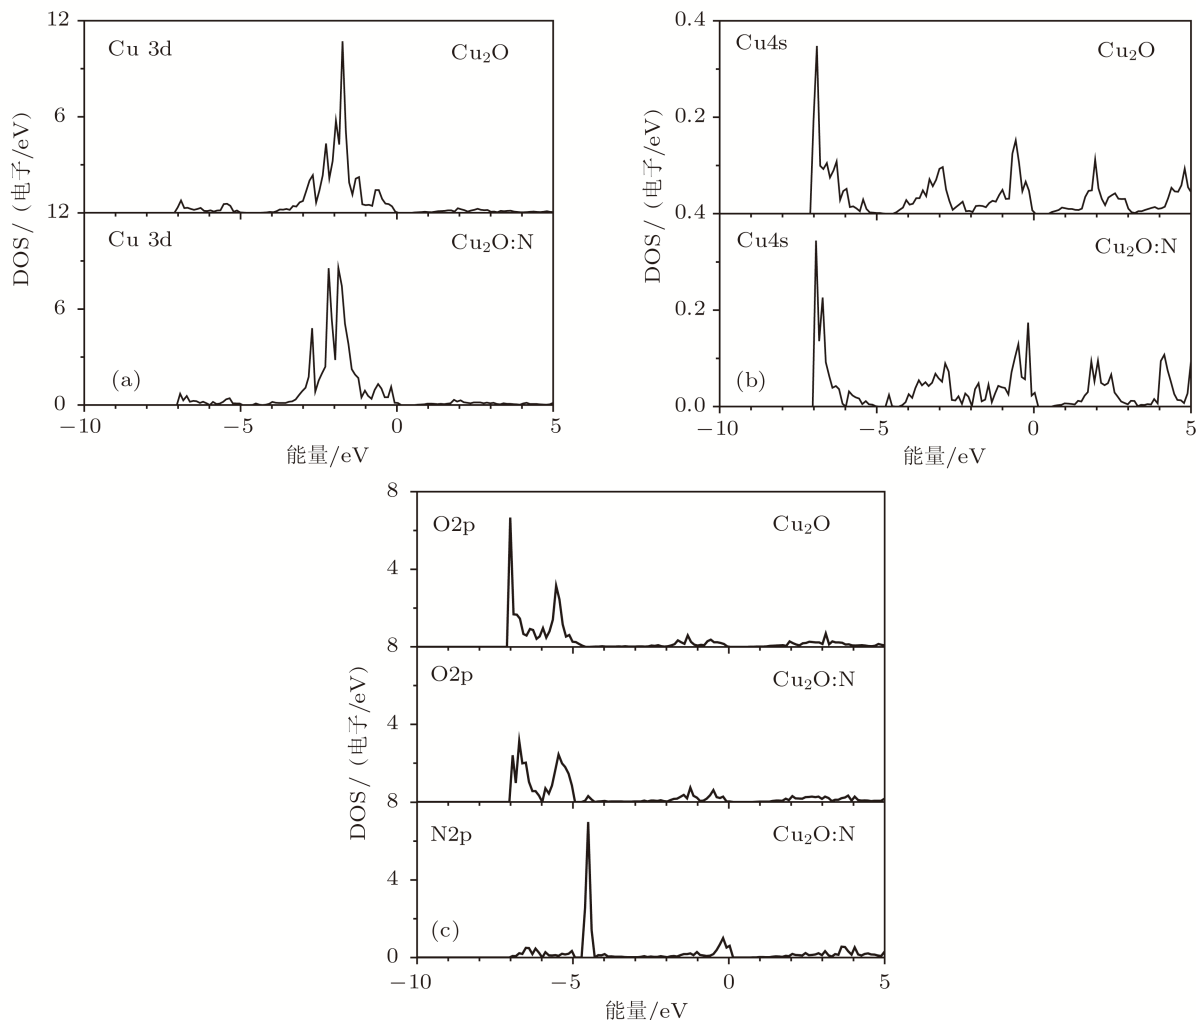 12
Cu 3d
Cu₂O
6
12
Cu 3d
Cu₂O:N
6
(a)
0
−10
−5
0
5
能量/eV
DOS/（电子/eV)
0.4
Cu4s
Cu₂O
0.2
0.4
Cu4s
Cu₂O:N
0.2
(b)
0.0
−10
−5
0
5
能量/eV
DOS/（电子/eV)
8
O2p
Cu₂O
4
8
O2p
Cu₂O:N
4
8
N2p
Cu₂O:N
4
(c)
0
−10
−5
0
5
能量/eV
DOS/（电子/eV)